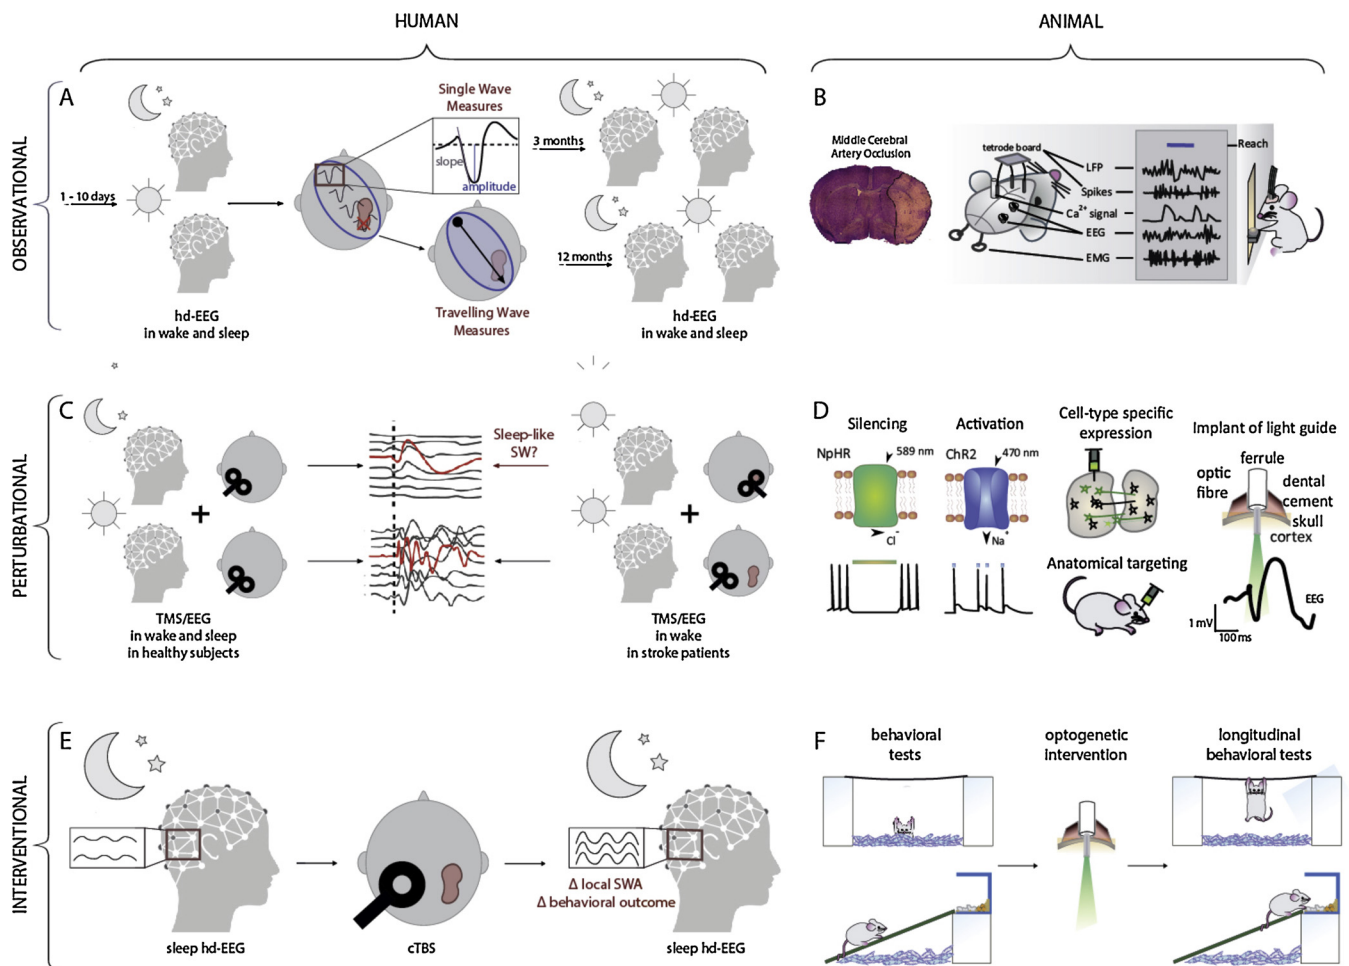 HUMAN
ANIMAL
OBSERVATIONAL
A
1 - 10 days
hd-EEG
in wake and sleep
Single Wave
Measures
slope
amplitude
Travelling Wave
Measures
3 months
12 months
hd-EEG
in wake and sleep
B
Middle Cerebral
Artery Occlusion
tetrode board
LFP
Spikes
Ca2+ signal
EEG
EMG
Reach
PERTURBATIONAL
C
TMS/EEG
in wake and sleep
in healthy subjects
Sleep-like
SW?
TMS/EEG
in wake
in stroke patients
D
Silencing
NpHR
589 nm
Cl-
Activation
ChR2
470 nm
Na+
Cell-type specific
expression
Anatomical targeting
Implant of light guide
ferrule
optic
fibre
dental
cement
skull
cortex
EEG
1 mV
100 ms
INTERVENTIONAL
E
sleep hd-EEG
cTBS
Δ local SWA
Δ behavioral outcome
sleep hd-EEG
F
behavioral
tests
optogenetic
intervention
longitudinal
behavioral tests